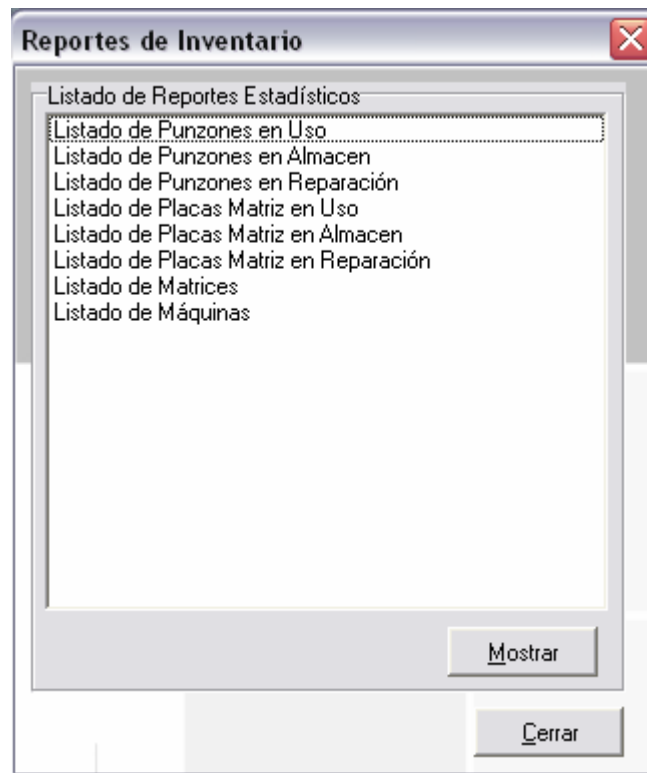 Reportes de Inventario
Listado de Reportes Estadísticos
Listado de Punzones en Uso
Listado de Punzones en Almacen
Listado de Punzones en Reparación
Listado de Placas Matriz en Uso
Listado de Placas Matriz en Almacen
Listado de Placas Matriz en Reparación
Listado de Matrices
Listado de Máquinas
Mostrar
Cerrar